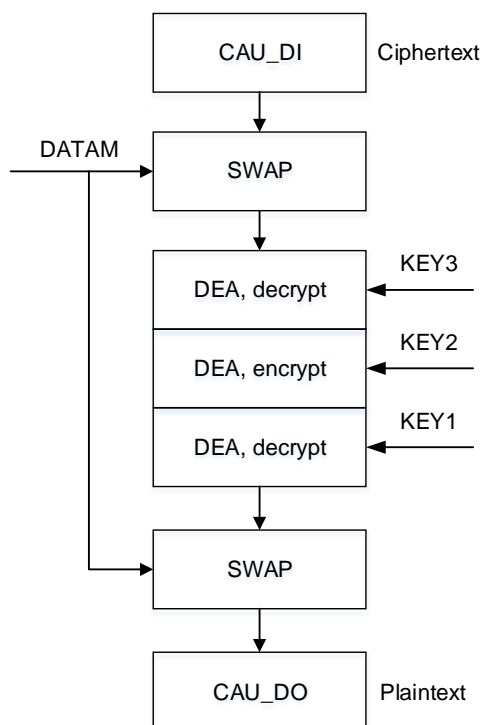 CAU_DI Ciphertext
DATAM
SWAP
KEY3
DEA, decrypt
KEY2
DEA, encrypt
KEY1
DEA, decrypt
SWAP
CAU_DO Plaintext